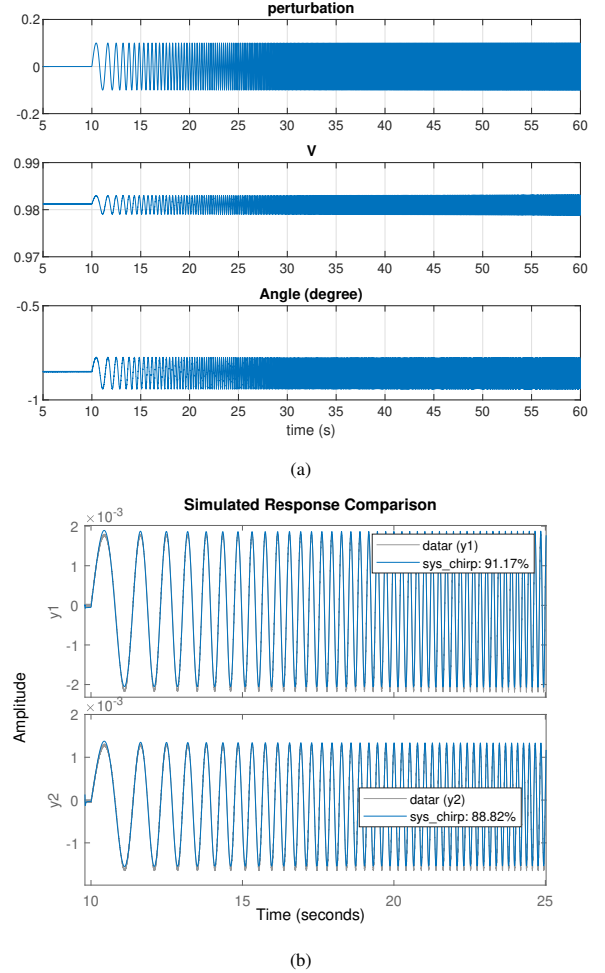 perturbation
0.2
0
-0.2
5 10 15 20 25 30 35 40 45 50 55 60
V
0.99
0.98
0.97
5 10 15 20 25 30 35 40 45 50 55 60
Angle (degree)
-0.5
-1
5 10 15 20 25 30 35 40 45 50 55 60
time (s)
(a)
Simulated Response Comparison
× 10⁻³
2
1
0
-1
-2
y1
datar (y1)
sys_chirp: 91.17%
Amplitude
× 10⁻³
2
1
0
-1
y2
datar (y2)
sys_chirp: 88.82%
10 15 20 25
Time (seconds)
(b)